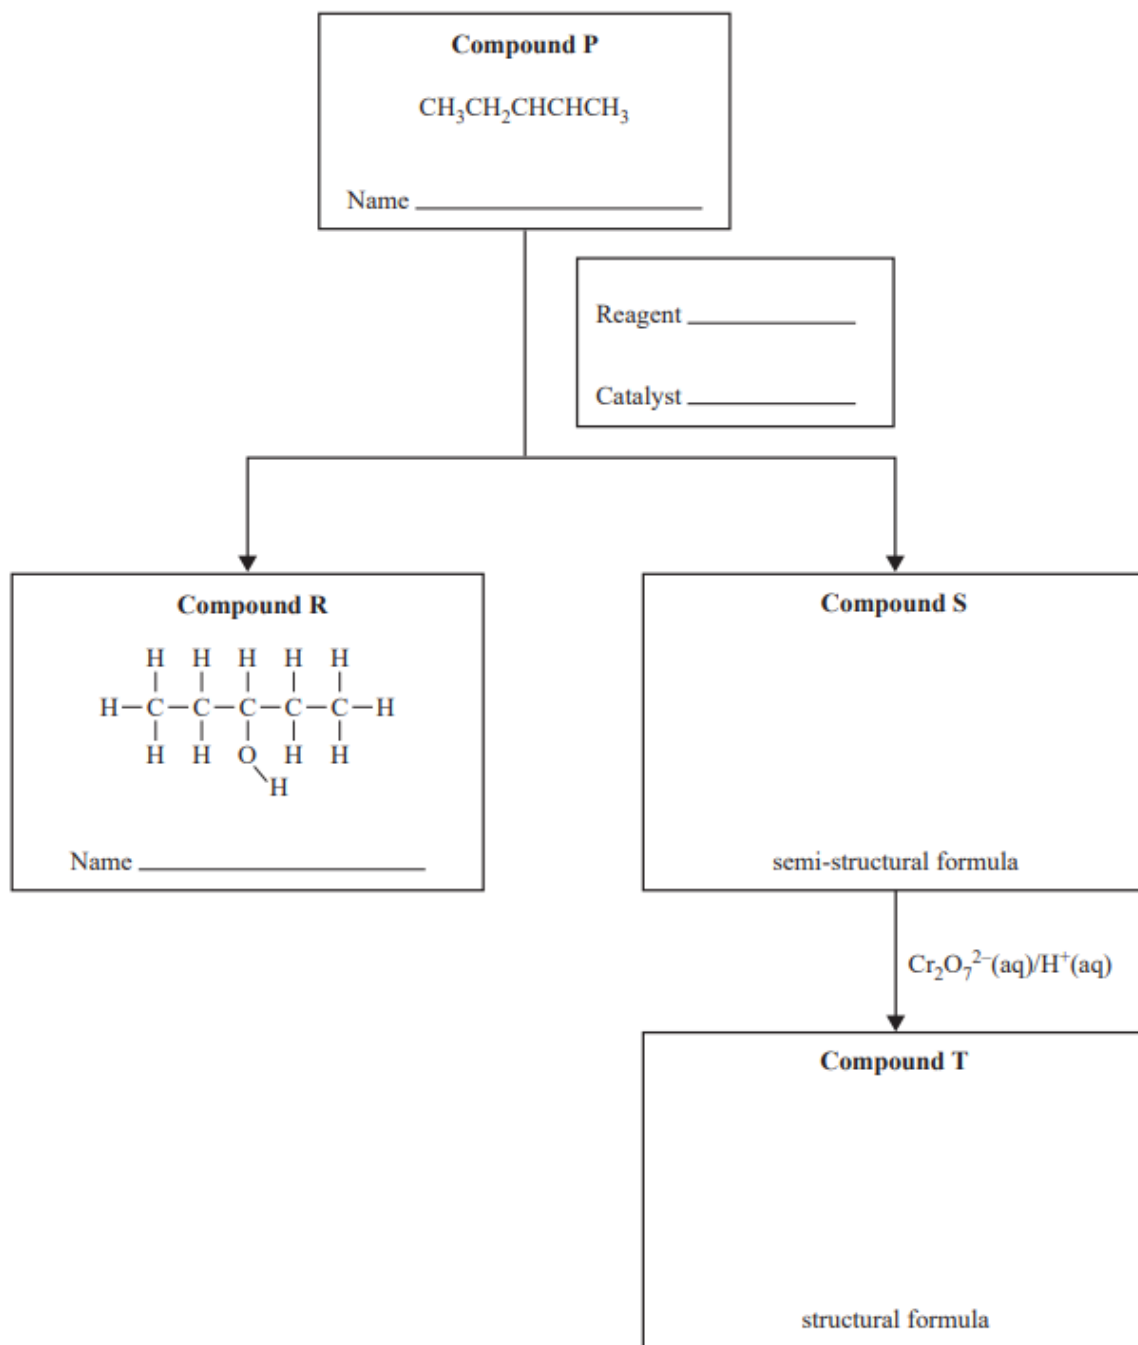 Compound P
CH₃CH₂CHCHCH₃
Name
Reagent
Catalyst
Compound R
H H H H H
H–C–C–C–C–C–H
H H O H H
H
Name
Compound S
semi-structural formula
Cr₂O₇²⁻(aq)/H⁺(aq)
Compound T
structural formula